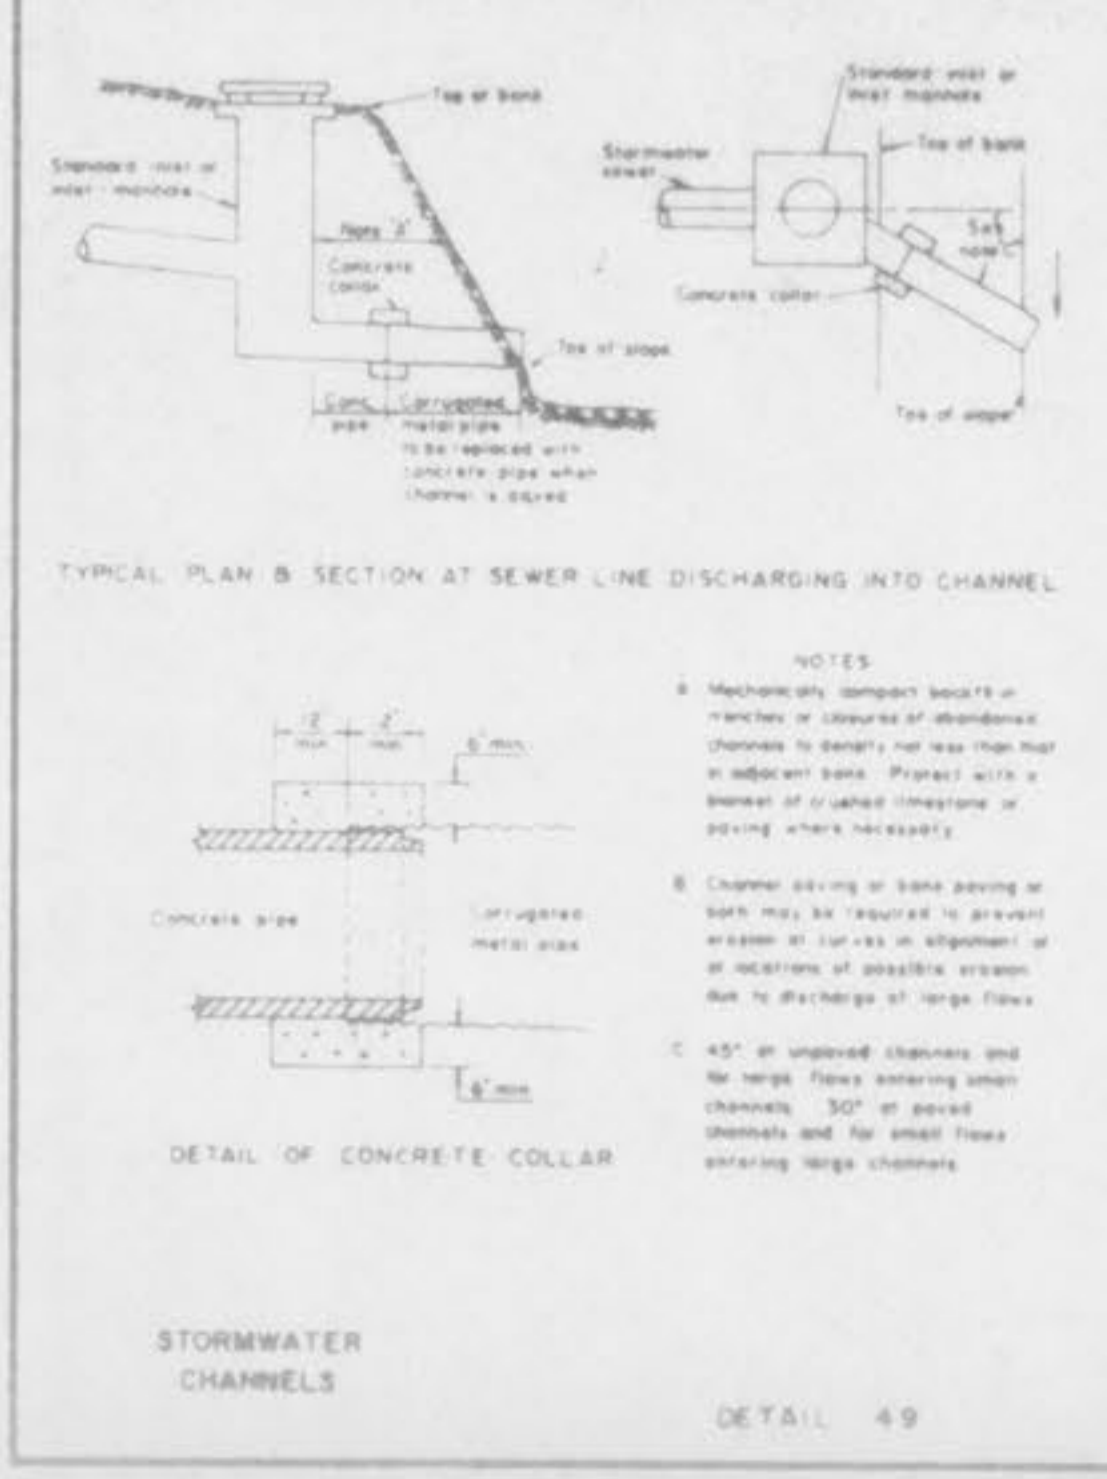 Top of bank
Standard inlet or
inlet manhole
Note "A"
Concrete
collar
Toe of slope
Conc.
pipe
Corrugated
metal pipe
to be replaced with
concrete pipe when
channel is paved
Standard inlet or
inlet manhole
Stormwater
sewer
Top of bank
See
note C
Concrete collar
Toe of slope
TYPICAL PLAN & SECTION AT SEWER LINE DISCHARGING INTO CHANNEL
12"
min.
2"
min.
6" min.
Concrete pipe
Corrugated
metal pipe
6" min.
DETAIL OF CONCRETE COLLAR
NOTES
A Mechanically compact backfill in
trenches or closures of abandoned
channels to density not less than that
in adjacent bank. Protect with a
blanket of crushed limestone or
paving where necessary.
B Channel paving or bank paving or
both may be required to prevent
erosion at curves in alignment or
at locations of possible erosion
due to discharge of large flows
C 45° at unpaved channels and
for large flows entering small
channels. 30° at paved
channels and for small flows
entering large channels
STORMWATER
CHANNELS
DETAIL 49